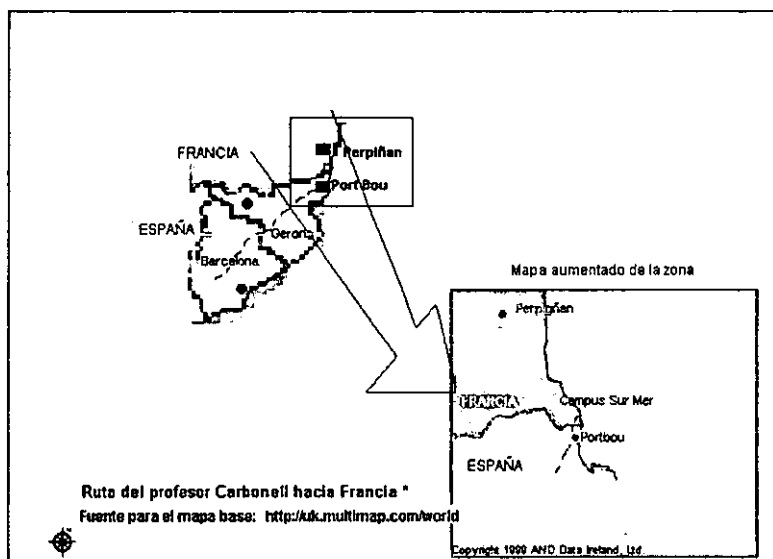 FRANCIA
Perpiñan
Port Bou
ESPAÑA
Gerona
Barcelona
Mapa aumentado de la zona
Perpigñan
FRARCIA
Campus Sur Mer
Portbou
ESPAÑA
Ruta del profesor Carbonell hacia Francia *
Fuente para el mapa base: http://uk.multimap.com/world
Copyright 1999 AND Data Ireland, Ltd.